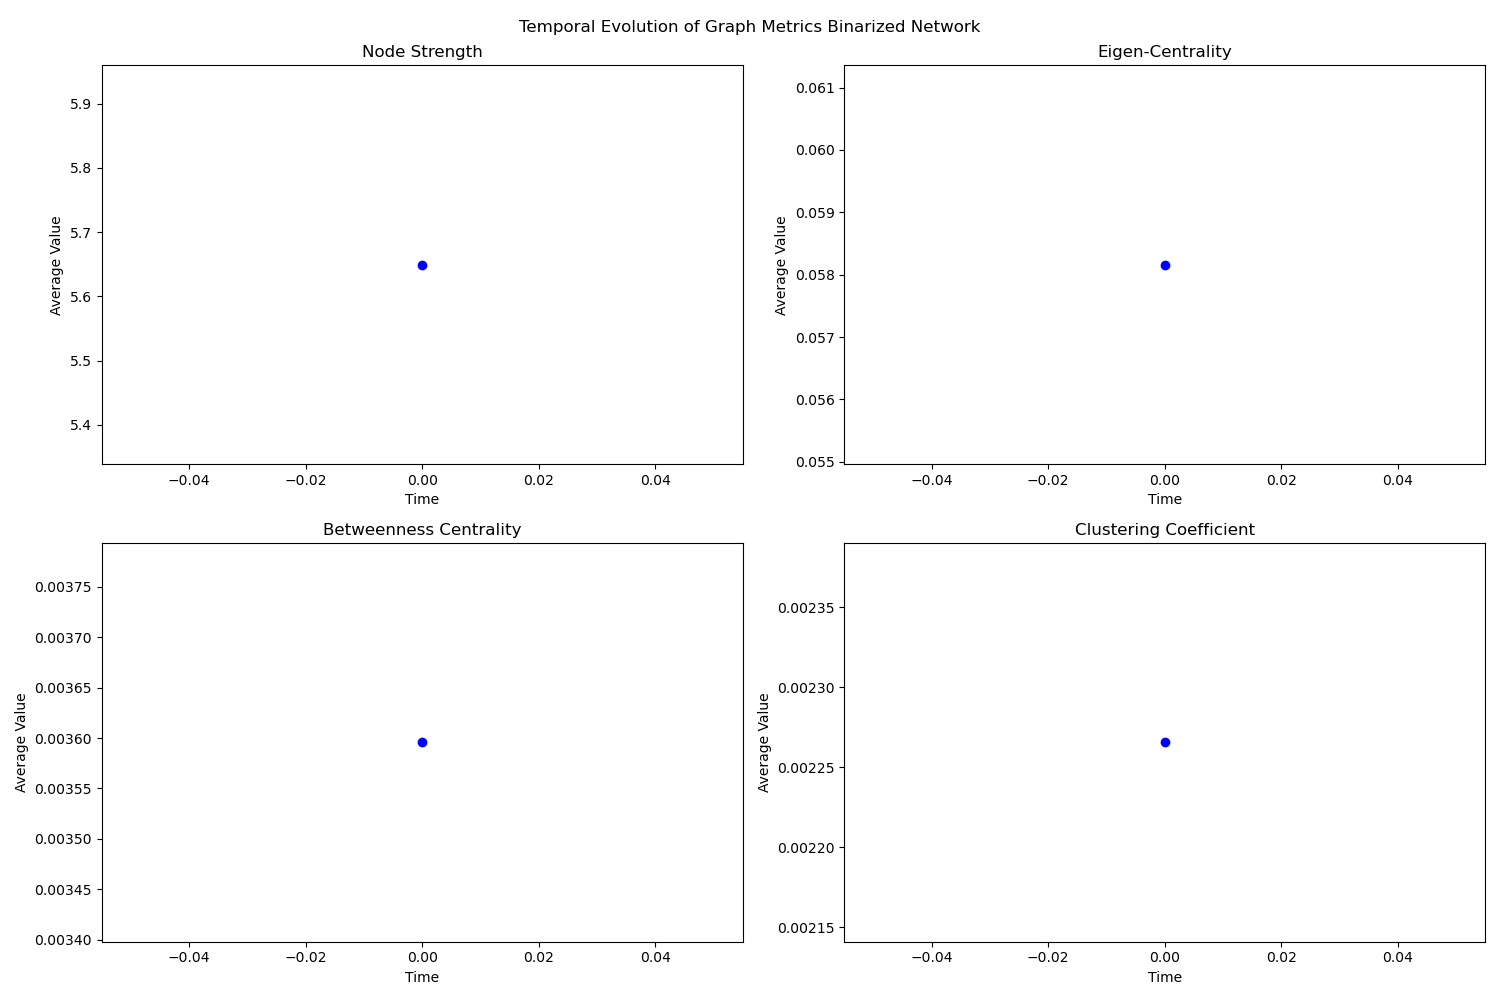 Temporal Evolution of Graph Metrics Binarized Network
Node Strength
5.9
5.8
5.7
5.6
5.5
5.4
Average Value
−0.04 −0.02 0.00 0.02 0.04
Time
Eigen-Centrality
0.061
0.060
0.059
0.058
0.057
0.056
0.055
Average Value
−0.04 −0.02 0.00 0.02 0.04
Time
Betweenness Centrality
0.00375
0.00370
0.00365
0.00360
0.00355
0.00350
0.00345
0.00340
Average Value
−0.04 −0.02 0.00 0.02 0.04
Time
Clustering Coefficient
0.00235
0.00230
0.00225
0.00220
0.00215
Average Value
−0.04 −0.02 0.00 0.02 0.04
Time